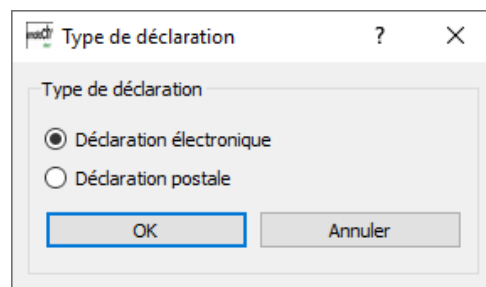 Type de déclaration
?
Type de déclaration
Déclaration électronique
Déclaration postale
OK Annuler